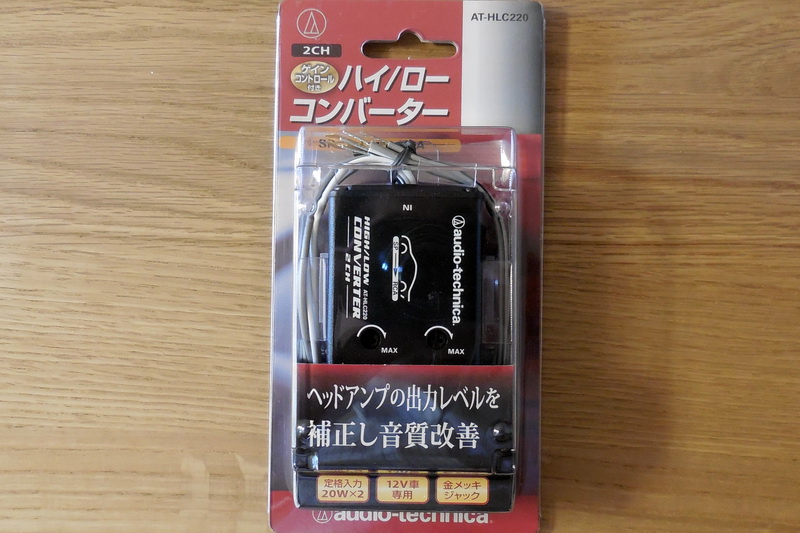 AT-HLC220
2CH
ゲイン
コントロール
付き
ハイ/ロー
コンバーター
IN
audio-technica.
HIGH/LOW AT-HLC220
CONVERTER
2CH
SP
RCA
MAX
MAX
ヘッドアンプの出力レベルを
補正し音質改善
定格入力
20W×2
12V車
専用
金メッキ
ジャック
audio-technica.